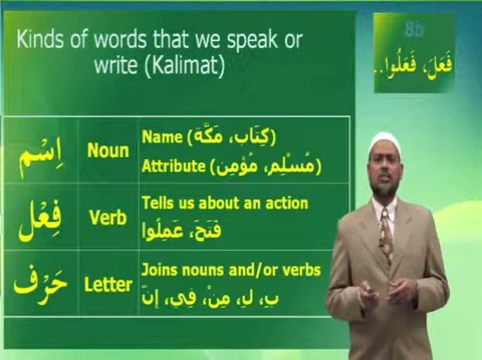 Kinds of words that we speak or
write (Kalimat)
8b
فَعَلَ، فَعَلُوا..
اِسْم
Noun
Name (كِتَاب، مَكَّة)
Attribute (مُسْلِم، مُؤْمِن)
فِعْل
Verb
Tells us about an action
فَتَحَ، عَمِلُوا
حَرْف
Letter
Joins nouns and/or verbs
بِ، لِ، مِنْ، فِي، إِنَّ